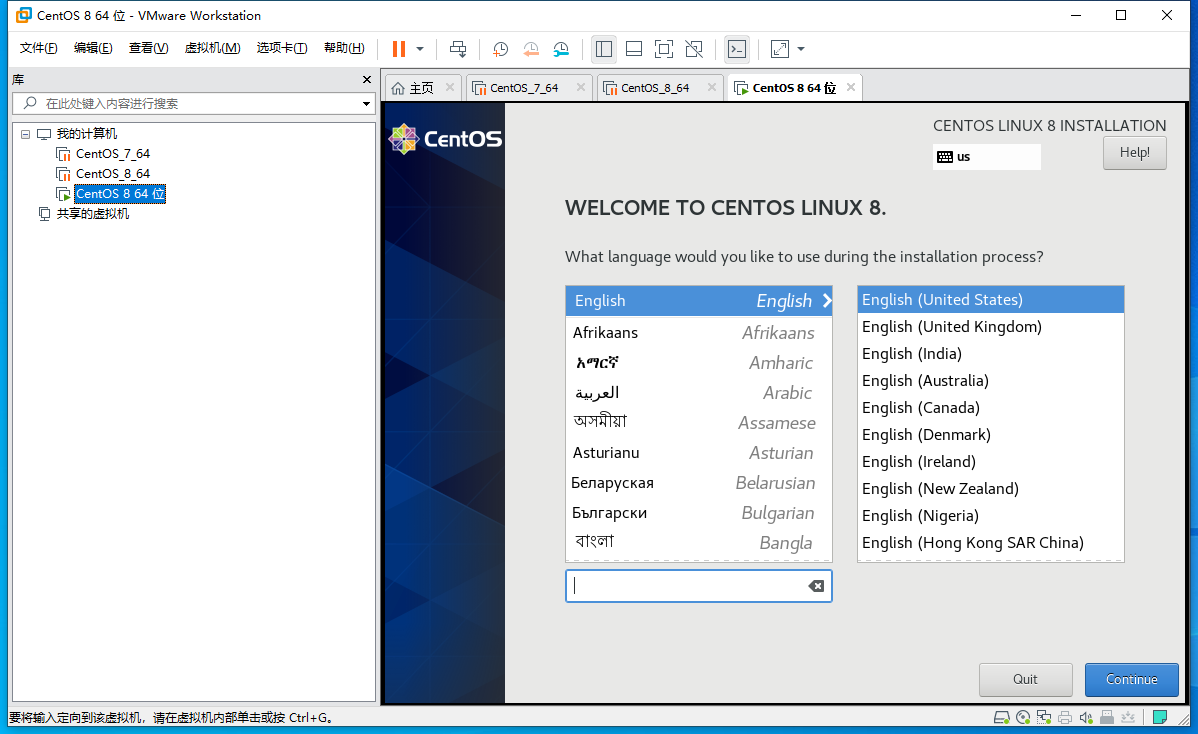 CentOS 8 64 位 - VMware Workstation
文件(F) 编辑(E) 查看(V) 虚拟机(M) 选项卡(T) 帮助(H)
库
在此处键入内容进行搜索
我的计算机
CentOS_7_64
CentOS_8_64
CentOS 8 64 位
共享的虚拟机
主页 CentOS_7_64 CentOS_8_64 CentOS 8 64 位
CentOS
CENTOS LINUX 8 INSTALLATION
us
Help!
WELCOME TO CENTOS LINUX 8.
What language would you like to use during the installation process?
English English
Afrikaans Afrikaans
አማርኛ Amharic
العربية Arabic
অসমীয়া Assamese
Asturianu Asturian
Беларуская Belarusian
Български Bulgarian
বাংলা Bangla
English (United States)
English (United Kingdom)
English (India)
English (Australia)
English (Canada)
English (Denmark)
English (Ireland)
English (New Zealand)
English (Nigeria)
English (Hong Kong SAR China)
Quit Continue
要将输入定向到该虚拟机，请在虚拟机内部单击或按 Ctrl+G。